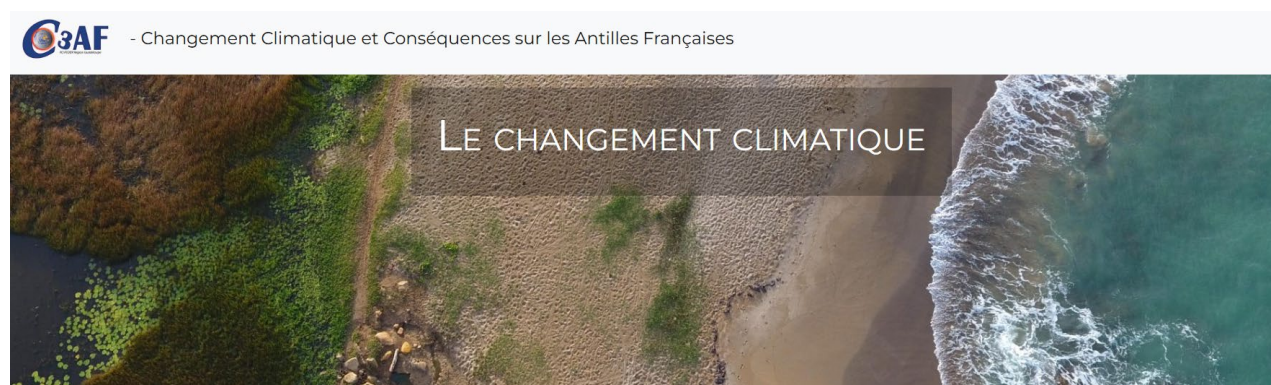 C3AF
- Changement Climatique et Conséquences sur les Antilles Françaises
LE CHANGEMENT CLIMATIQUE